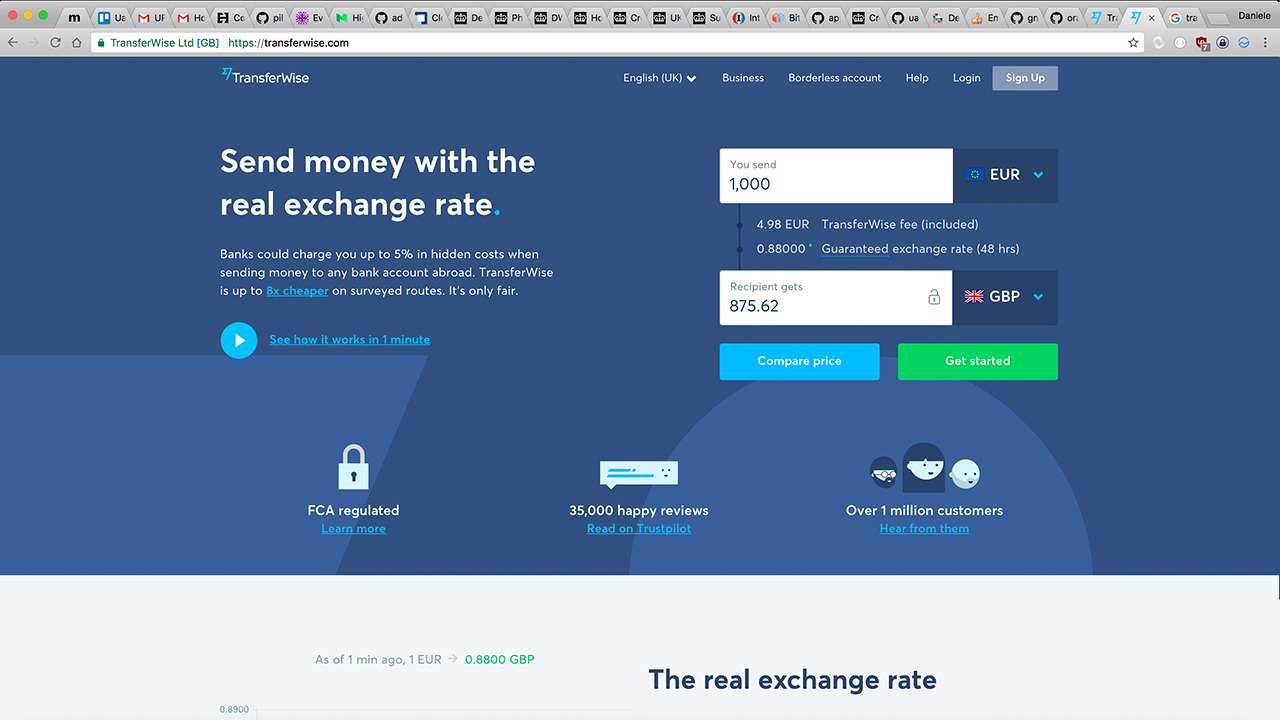 m
Ua
UF
Ho
Co
pil
Ev
Hi
ad
Cl
De
Ph
DV
Ho
Cr
UK
Su
Int
Bit
ap
Cr
ua
De
Em
gn
ora
Tra
tra
Daniele
TransferWise Ltd [GB] https://transferwise.com
TransferWise
English (UK) Business Borderless account Help Login Sign Up
Send money with the
real exchange rate.
Banks could charge you up to 5% in hidden costs when
sending money to any bank account abroad. TransferWise
is up to 8x cheaper on surveyed routes. It's only fair.
See how it works in 1 minute
You send
1,000
EUR
4.98 EUR TransferWise fee (included)
0.88000* Guaranteed exchange rate (48 hrs)
Recipient gets
875.62
GBP
Compare price Get started
FCA regulated
Learn more
35,000 happy reviews
Read on Trustpilot
Over 1 million customers
Hear from them
As of 1 min ago, 1 EUR → 0.8800 GBP
0.8900
The real exchange rate